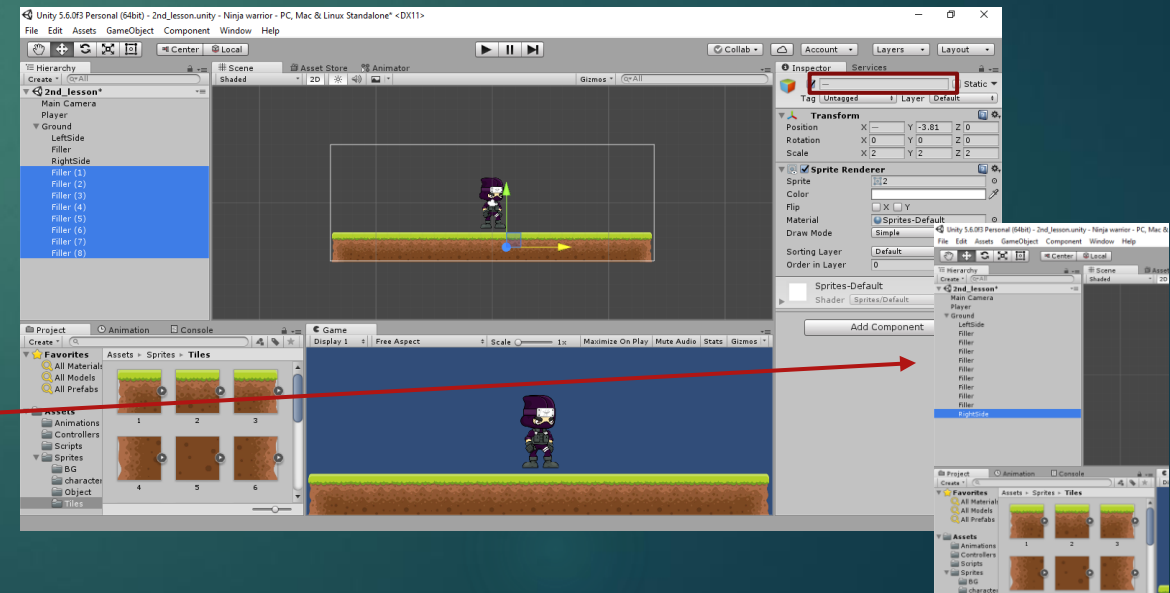 Unity 5.6.0f3 Personal (64bit) - 2nd_lesson.unity - Ninja warrior - PC, Mac & Linux Standalone* <DX11>
File Edit Assets GameObject Component Window Help
Center Local Collab Account Layers Layout
Hierarchy
Create All
2nd_lesson*
Main Camera
Player
Ground
LeftSide
Filler
RightSide
Filler (1)
Filler (2)
Filler (3)
Filler (4)
Filler (5)
Filler (6)
Filler (7)
Filler (8)
Scene Asset Store Animator
Shaded 2D Gizmos All
Inspector Services
— Static
Tag Untagged Layer Default
Transform
Position X — Y -3.81 Z 0
Rotation X 0 Y 0 Z 0
Scale X 2 Y 2 Z 2
Sprite Renderer
Sprite 2
Color
Flip X Y
Material Sprites-Default
Draw Mode Simple
Sorting Layer Default
Order in Layer 0
Sprites-Default
Shader Sprites/Default
Add Component
Project Animation Console
Create
Favorites
All Materials
All Models
All Prefabs
Assets
Animations
Controllers
Scripts
Sprites
BG
character
Object
Tiles
Assets Sprites Tiles
1 2 3
4 5 6
Game
Display 1 Free Aspect Scale 1x Maximize On Play Mute Audio Stats Gizmos
Unity 5.6.0f3 Personal (64bit) - 2nd_lesson.unity - Ninja warrior - PC, Mac &
File Edit Assets GameObject Component Window Help
Center Local
Hierarchy
Create All
2nd_lesson*
Main Camera
Player
Ground
LeftSide
Filler
Filler
Filler
Filler
Filler
Filler
Filler
Filler
Filler
RightSide
Scene Asset
Shaded 2D
Project Animation Console
Create
Favorites
All Materials
All Models
All Prefabs
Assets
Animations
Controllers
Scripts
Sprites
BG
character
Assets Sprites Tiles
1 2 3